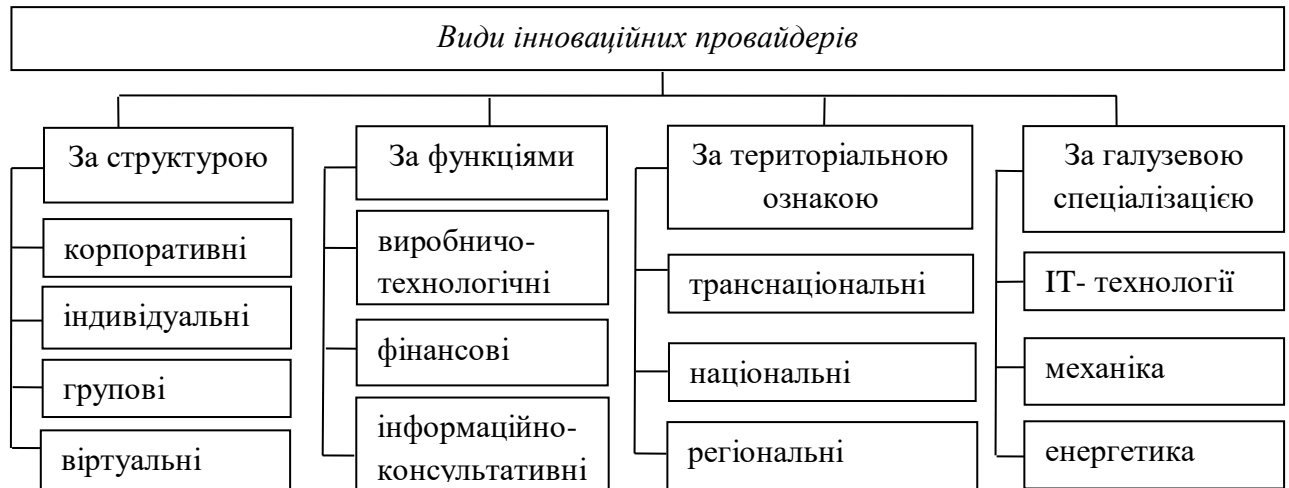 Види інноваційних провайдерів
За структурою
корпоративні
індивідуальні
групові
віртуальні
За функціями
виробничо-
технологічні
фінансові
інформаційно-
консультативні
За територіальною
ознакою
транснаціональні
національні
регіональні
За галузевою
спеціалізацією
ІТ- технології
механіка
енергетика